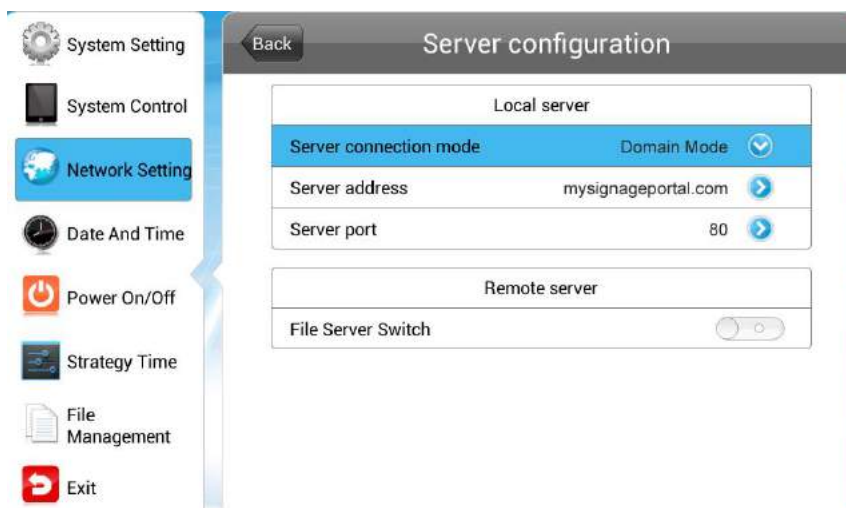 System Setting
System Control
Network Setting
Date And Time
Power On/Off
Strategy Time
File
Management
Exit
Back
Server configuration
Local server
Server connection mode Domain Mode
Server address mysignageportal.com
Server port 80
Remote server
File Server Switch